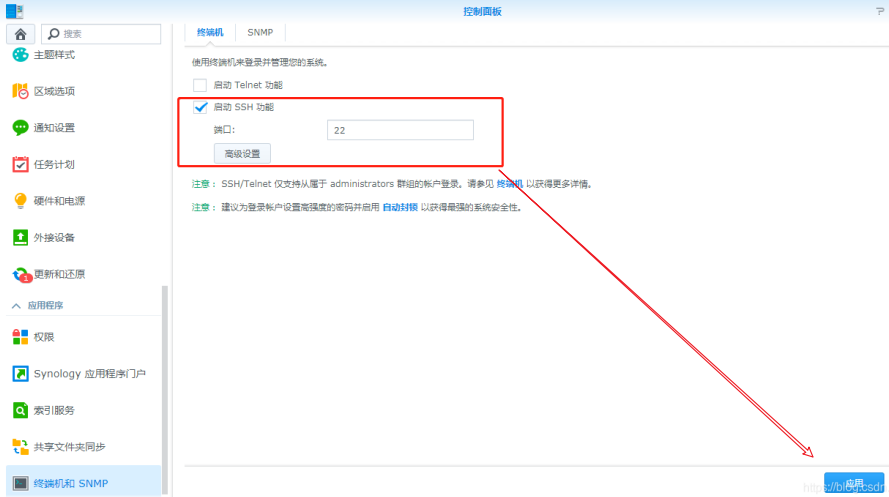 控制面板
搜索
终端机 SNMP
主题样式
区域选项
通知设置
任务计划
硬件和电源
外接设备
1
更新和还原
应用程序
权限
Synology 应用程序门户
索引服务
共享文件夹同步
终端机和 SNMP
使用终端机来登录并管理您的系统。
启动 Telnet 功能
启动 SSH 功能
端口:
22
高级设置
注意： SSH/Telnet 仅支持从属于 administrators 群组的帐户登录。请参见 终端机 以获得更多详情。
注意： 建议为登录帐户设置高强度的密码并启用 自动封锁 以获得最强的系统安全性。
应用
https://blog.csdn